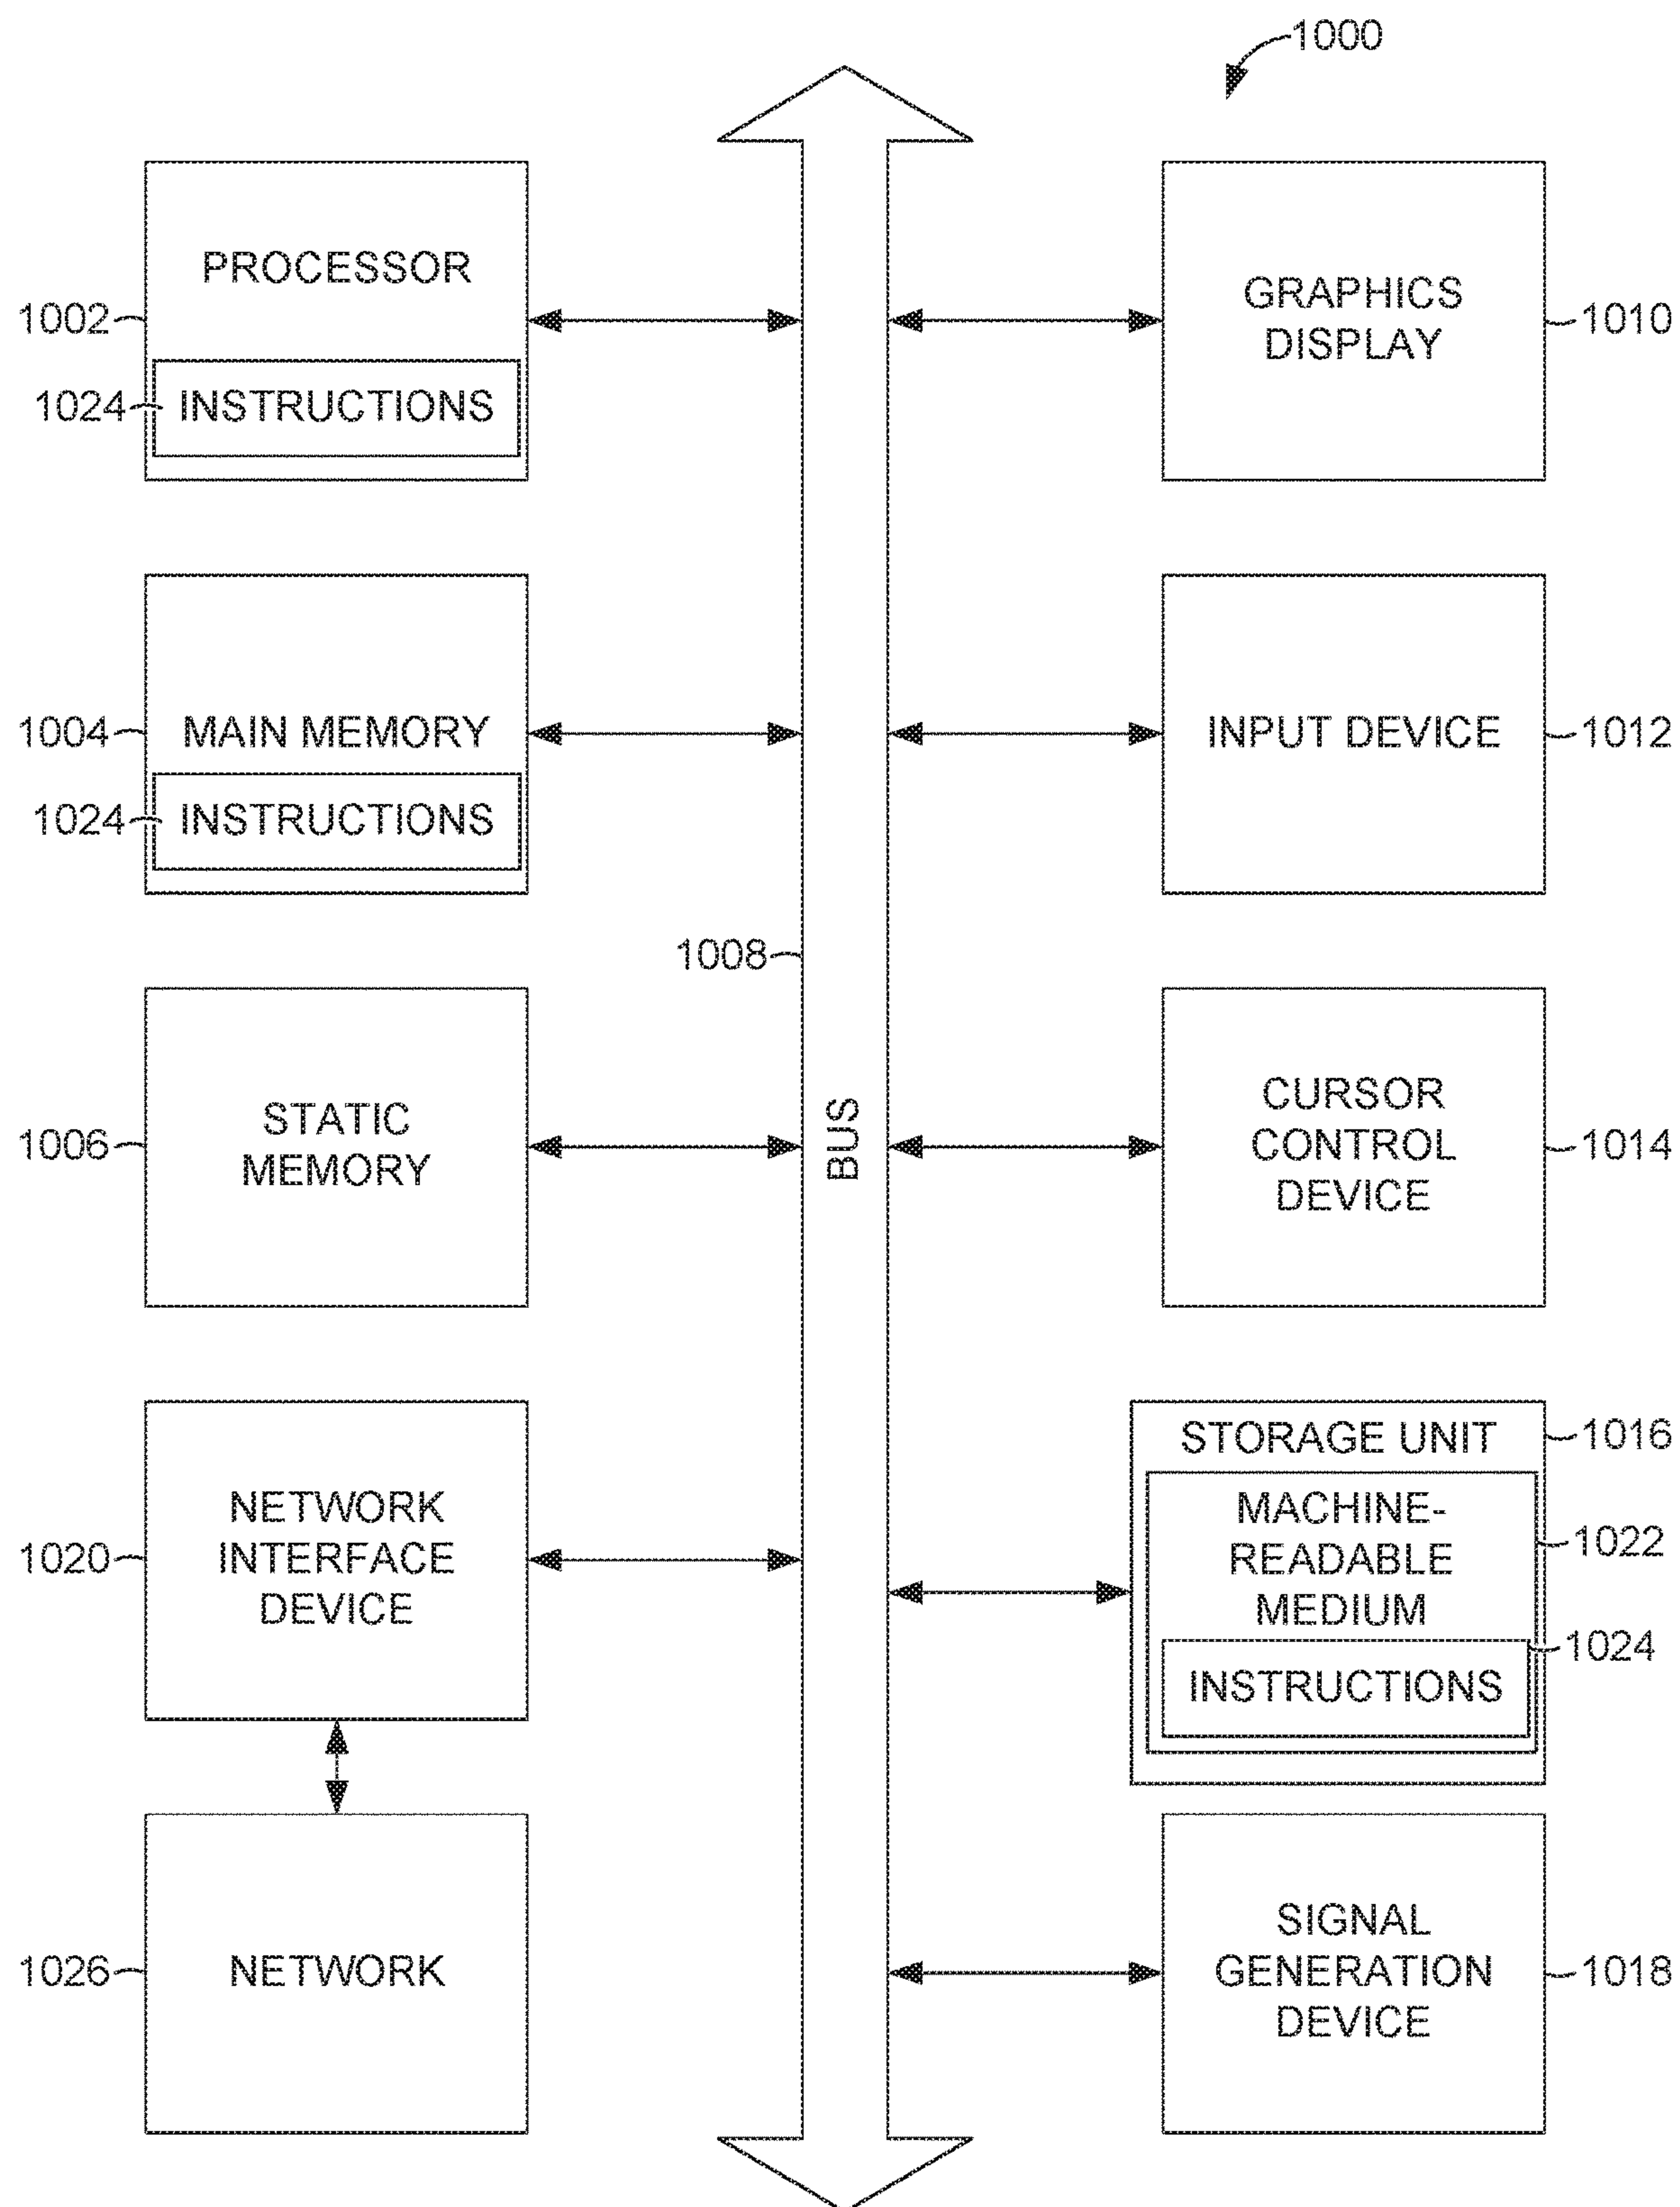 1000
PROCESSOR
1002
1024
INSTRUCTIONS
GRAPHICS
DISPLAY
1010
1004
MAIN MEMORY
1024
INSTRUCTIONS
INPUT DEVICE
1012
1008
BUS
1006
STATIC
MEMORY
CURSOR
CONTROL
DEVICE
1014
1020
NETWORK
INTERFACE
DEVICE
STORAGE UNIT
1016
MACHINE-
READABLE
MEDIUM
1022
1024
INSTRUCTIONS
1026
NETWORK
SIGNAL
GENERATION
DEVICE
1018